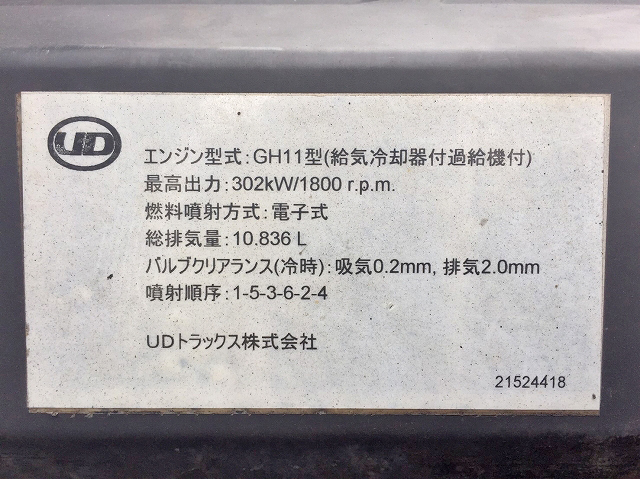 UD
エンジン型式:GH11型(給気冷却器付過給機付)
最高出力:302kW/1800 r.p.m.
燃料噴射方式:電子式
総排気量:10.836 L
バルブクリアランス(冷時):吸気0.2mm, 排気2.0mm
噴射順序:1-5-3-6-2-4
UDトラックス株式会社
21524418